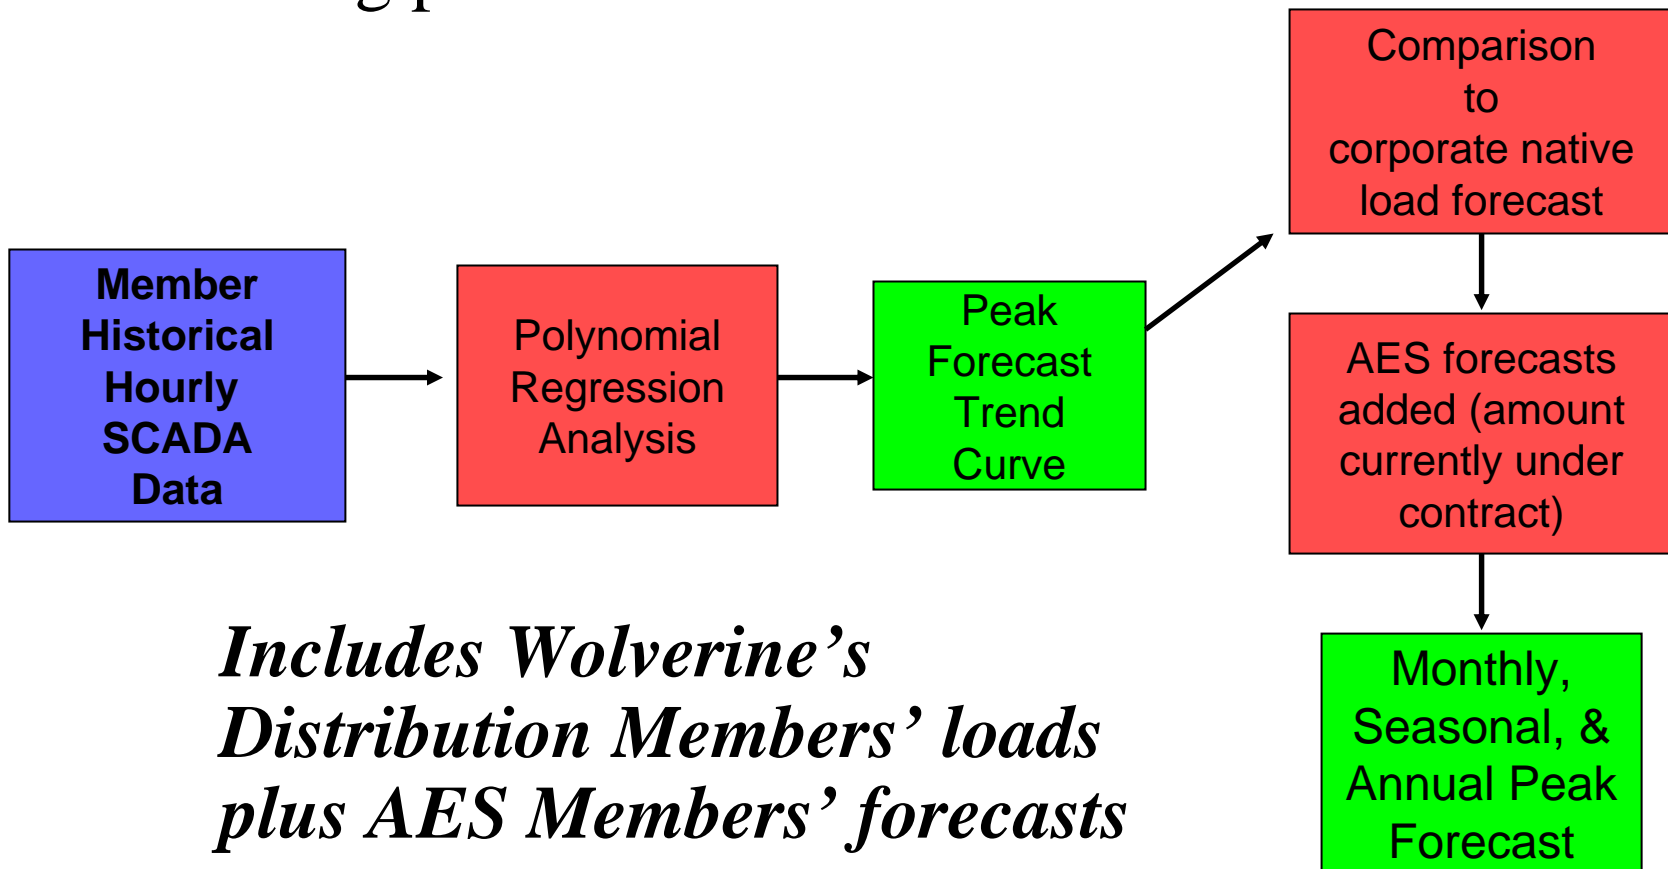 Member
Historical
Hourly
SCADA
Data
Polynomial
Regression
Analysis
Peak
Forecast
Trend
Curve
Comparison
to
corporate native
load forecast
AES forecasts
added (amount
currently under
contract)
Monthly,
Seasonal, &
Annual Peak
Forecast
Includes Wolverine’s
Distribution Members’ loads
plus AES Members’ forecasts